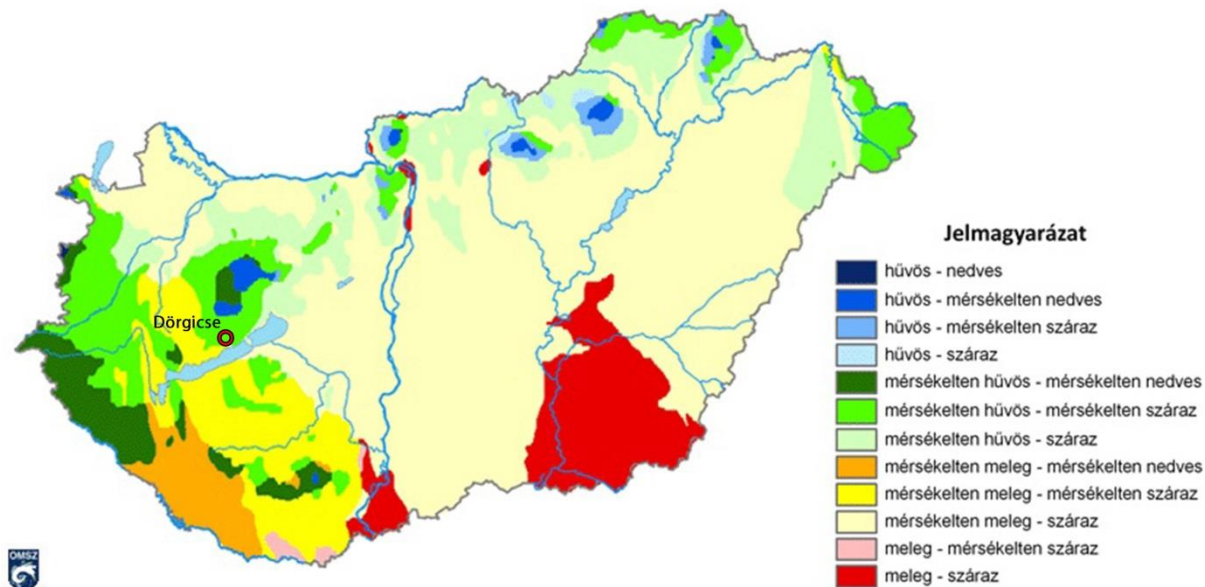 Dörgicse
Jelmagyarázat
hűvös - nedves
hűvös - mérsékelten nedves
hűvös - mérsékelten száraz
hűvös - száraz
mérsékelten hűvös - mérsékelten nedves
mérsékelten hűvös - mérsékelten száraz
mérsékelten hűvös - száraz
mérsékelten meleg - mérsékelten nedves
mérsékelten meleg - mérsékelten száraz
mérsékelten meleg - száraz
meleg - mérsékelten száraz
meleg - száraz
OMSZ